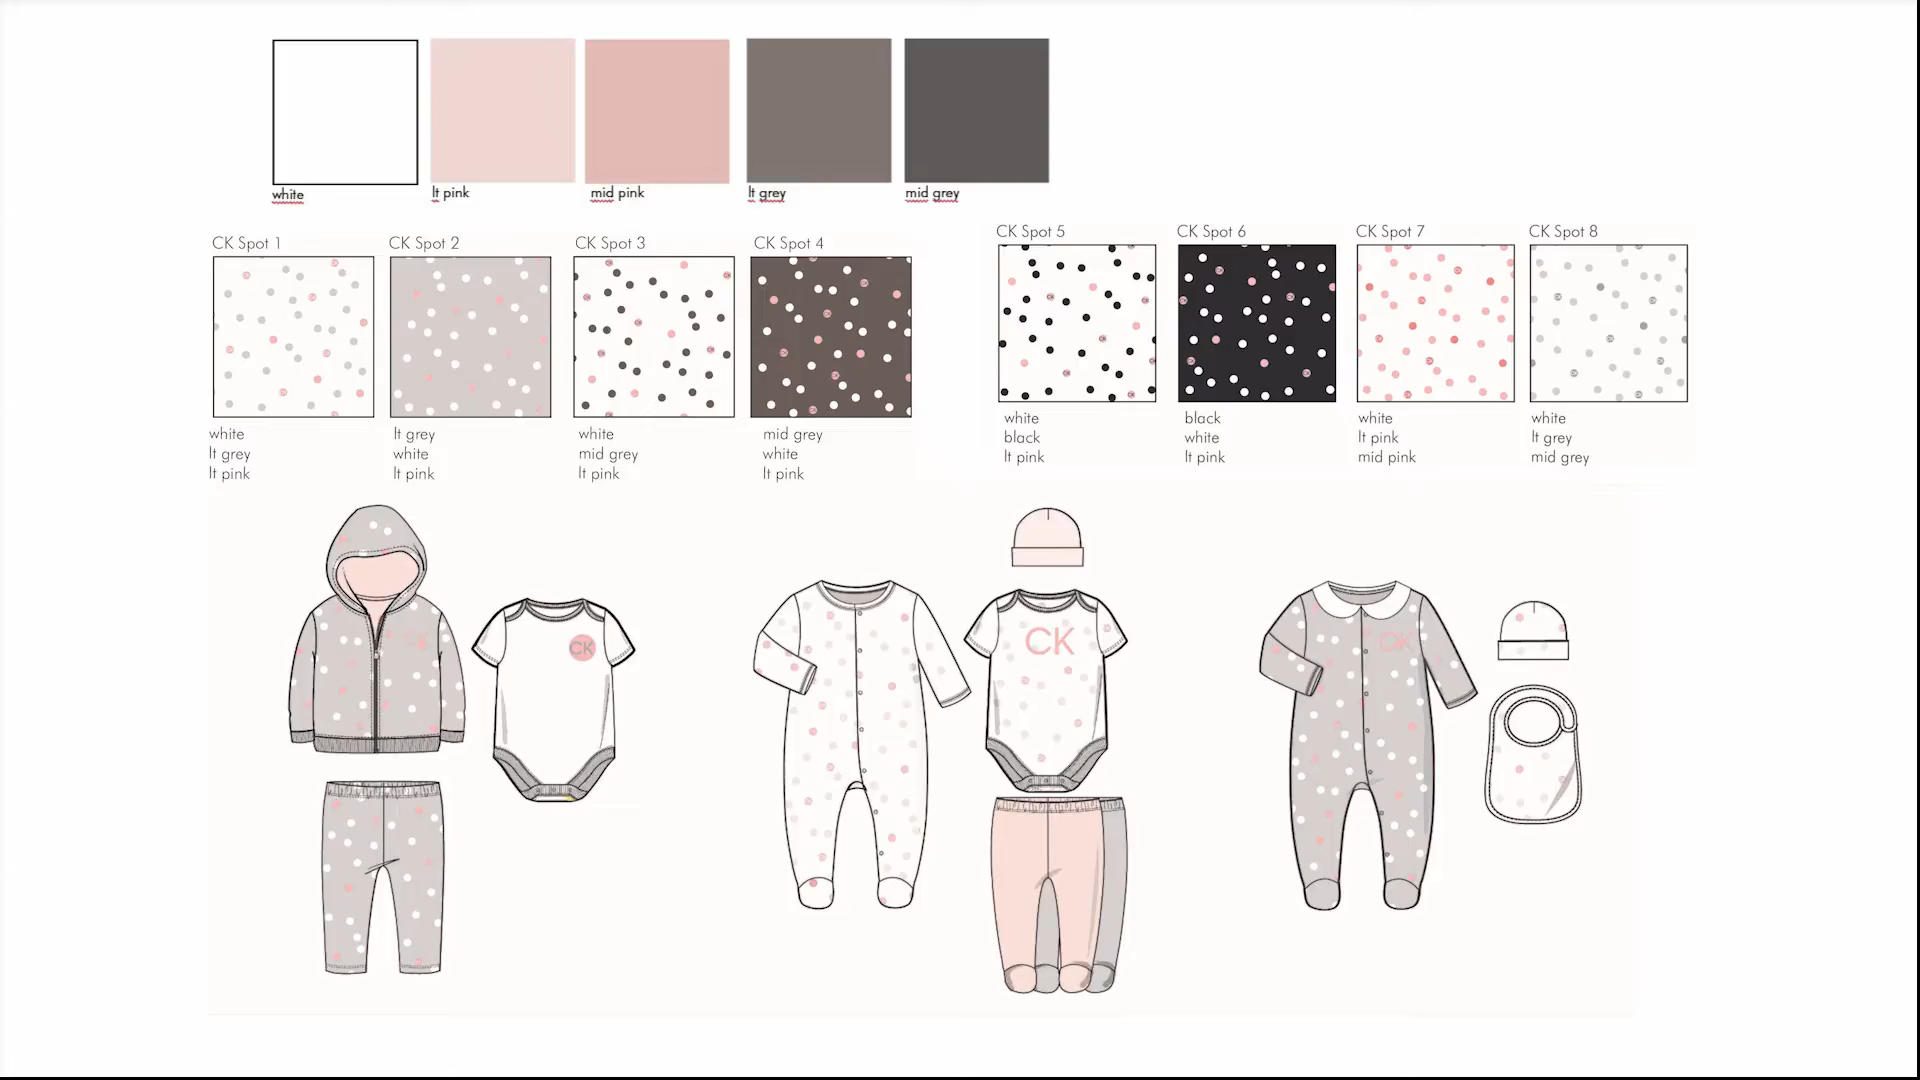 white
lt pink
mid pink
lt grey
mid grey
CK Spot 1
CK Spot 2
CK Spot 3
CK Spot 4
CK Spot 5
CK Spot 6
CK Spot 7
CK Spot 8
white
lt grey
lt pink
lt grey
white
lt pink
white
mid grey
lt pink
mid grey
white
lt pink
white
black
lt pink
black
white
lt pink
white
lt pink
mid pink
white
lt grey
mid grey
CK
CK
CK